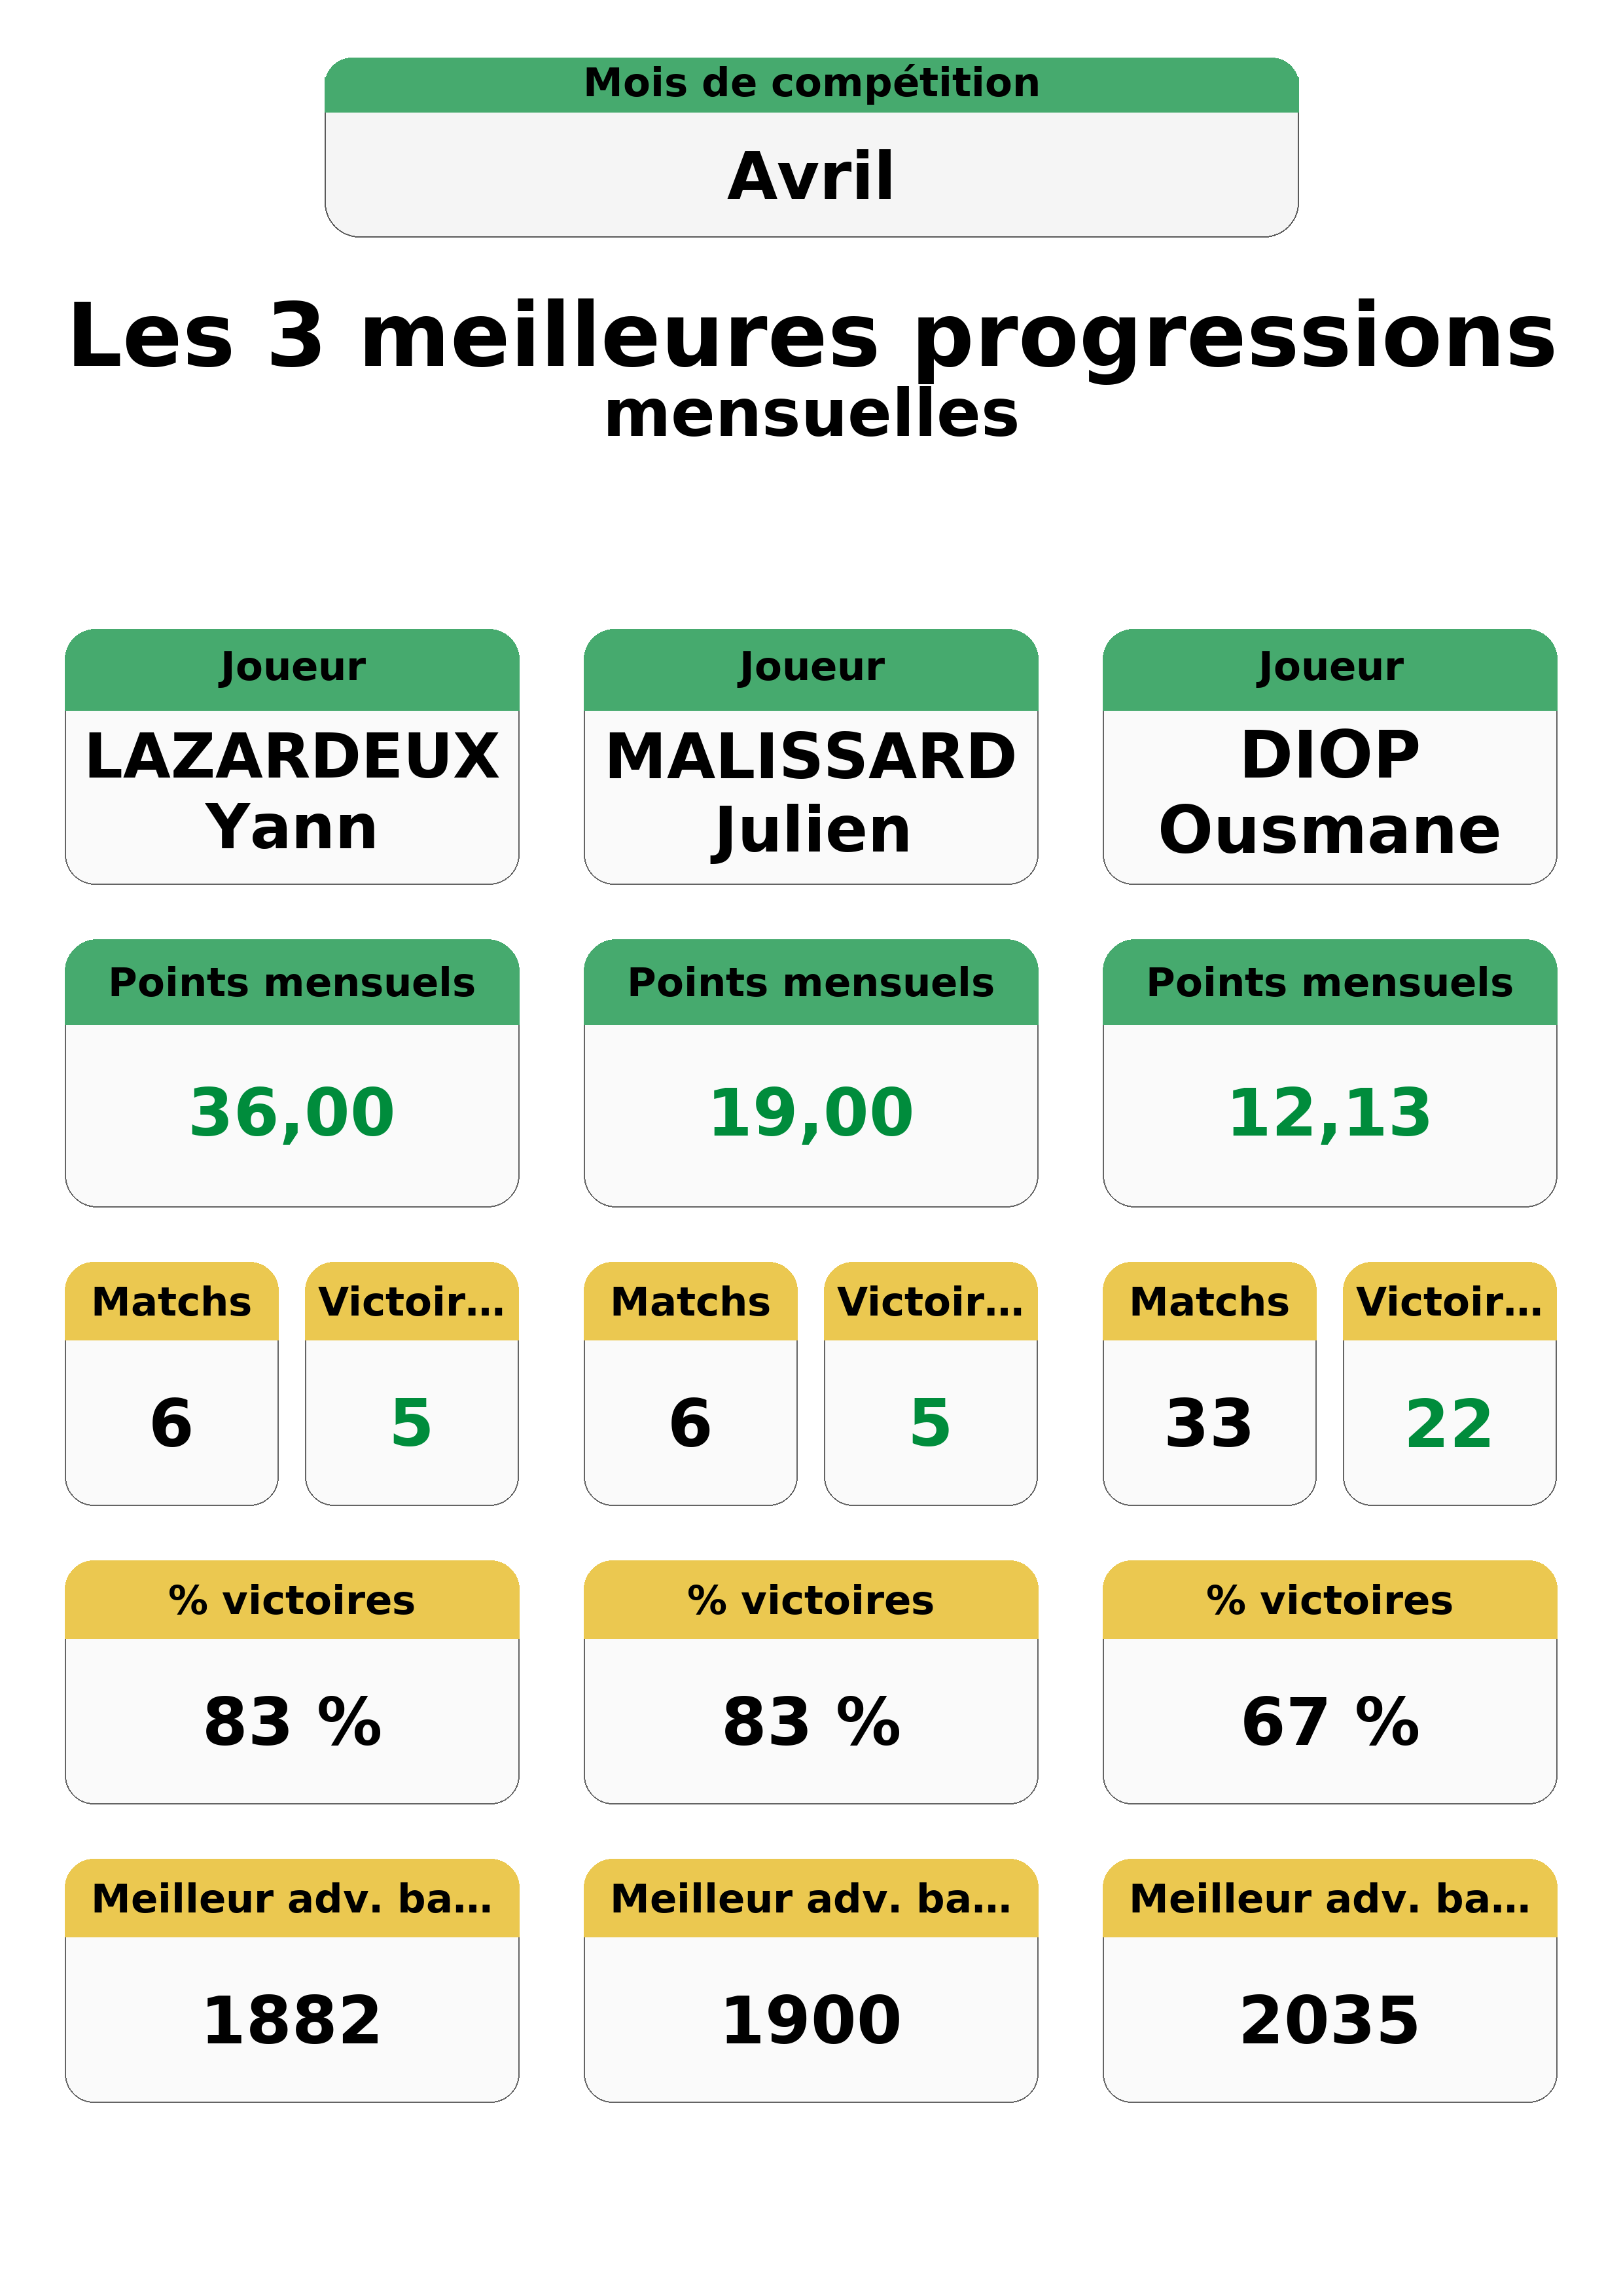 Mois de compétition
Avril
Les 3 meilleures progressions
mensuelles
Joueur
LAZARDEUX
Yann
Joueur
MALISSARD
Julien
Joueur
DIOP
Ousmane
Points mensuels
36,00
Points mensuels
19,00
Points mensuels
12,13
Matchs
6
Victoir...
5
Matchs
6
Victoir...
5
Matchs
33
Victoir...
22
% victoires
83 %
% victoires
83 %
% victoires
67 %
Meilleur adv. ba...
1882
Meilleur adv. ba...
1900
Meilleur adv. ba...
2035